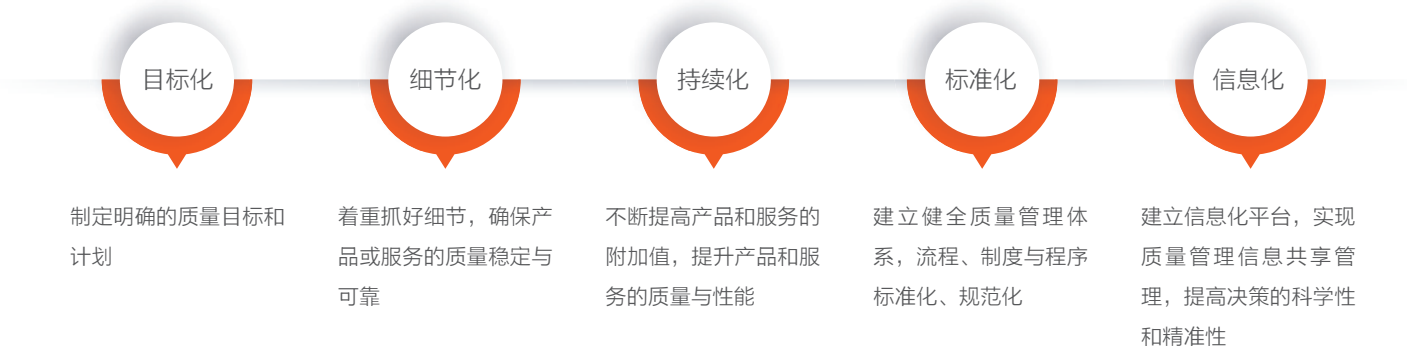 目标化
细节化
持续化
标准化
信息化
制定明确的质量目标和
计划
着重抓好细节，确保产
品或服务的质量稳定与
可靠
不断提高产品和服务的
附加值，提升产品和服
务的质量与性能
建立健全质量管理体
系，流程、制度与程序
标准化、规范化
建立信息化平台，实现
质量管理信息共享管
理，提高决策的科学性
和精准性